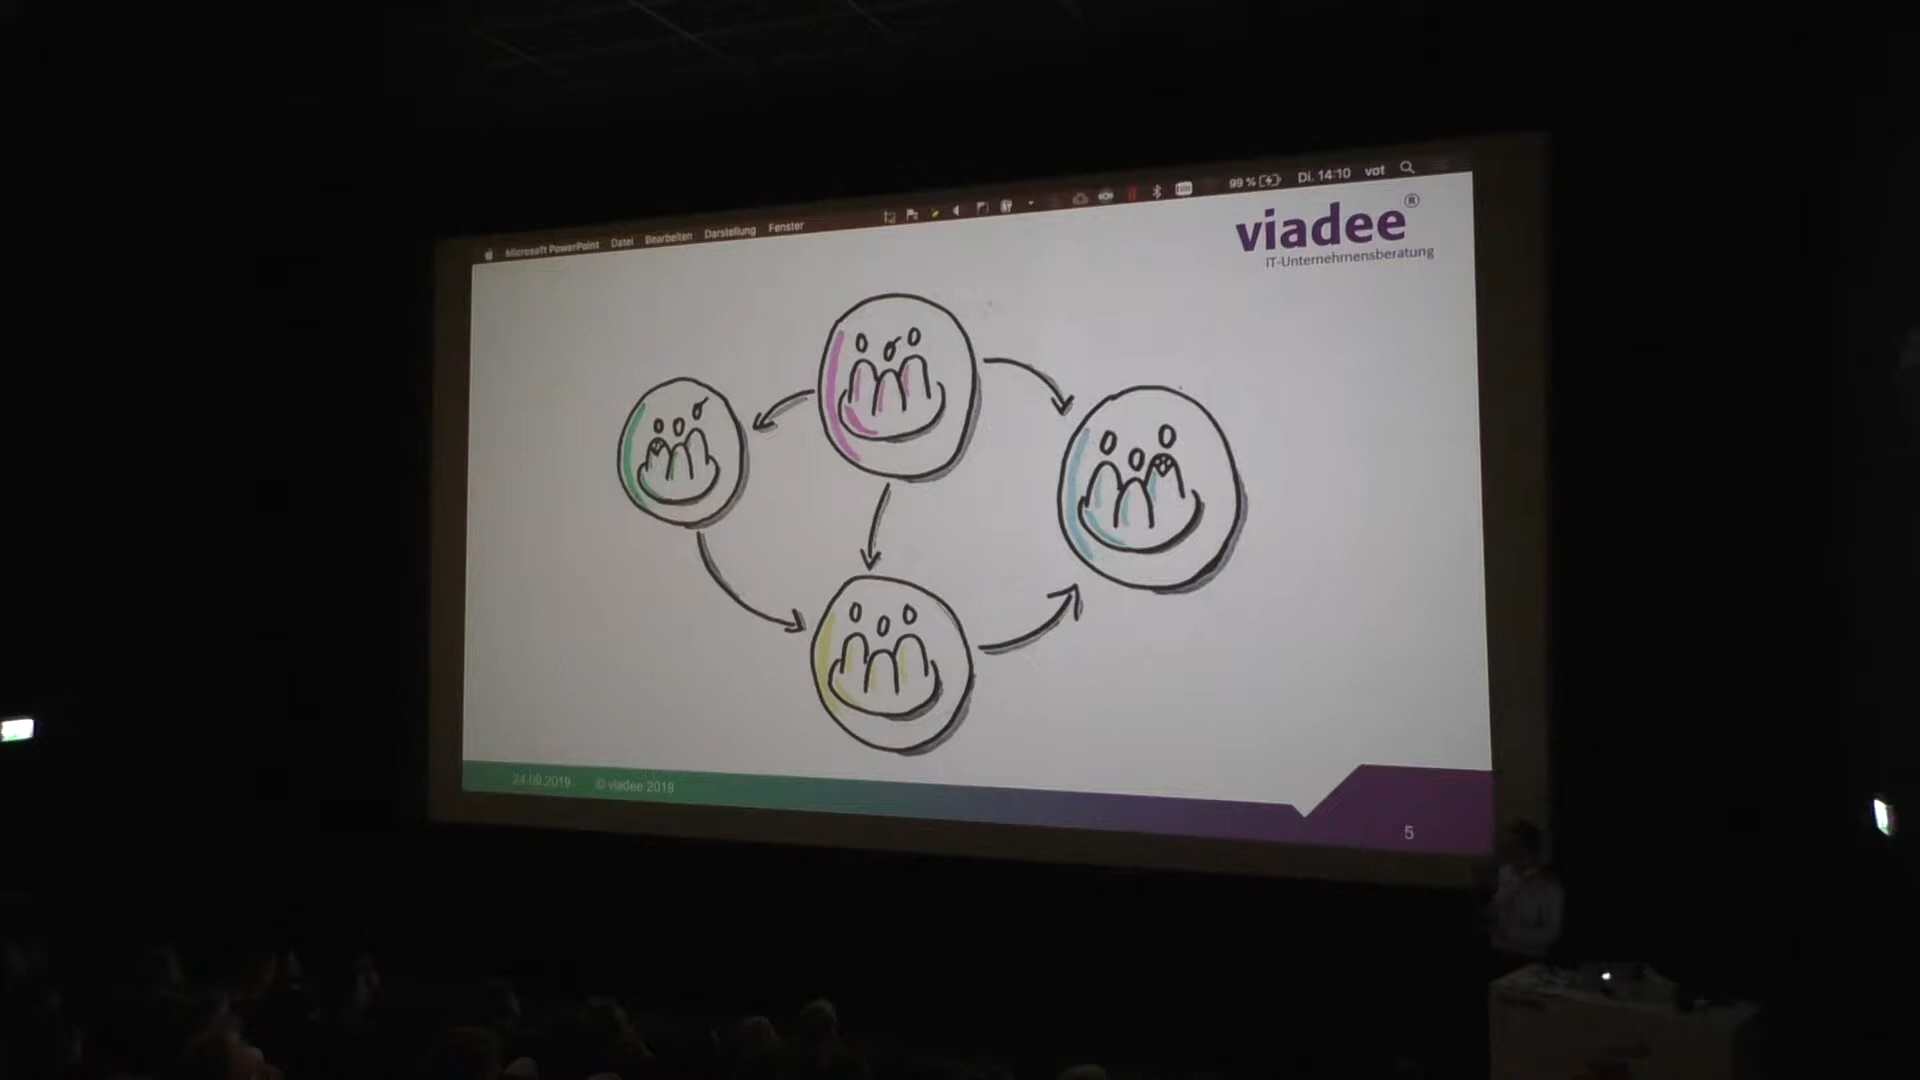 Microsoft PowerPoint Datei Bearbeiten Darstellung Fenster
99 % Di. 14:10 vot
viadee®
IT-Unternehmensberatung
24.09.2019 © viadee 2019
5